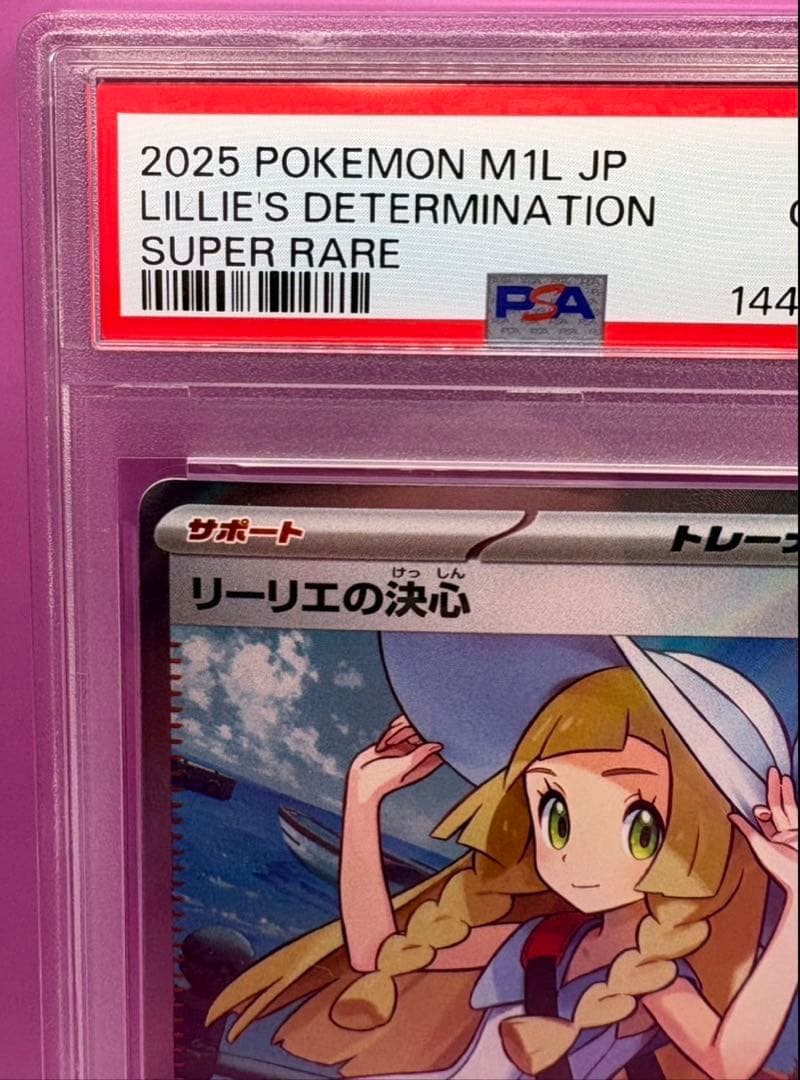 2025 POKEMON M1L JP
LILLIE'S DETERMINATION
SUPER RARE
PSA
144
サポート
トレー
けっ しん
リーリエの決心